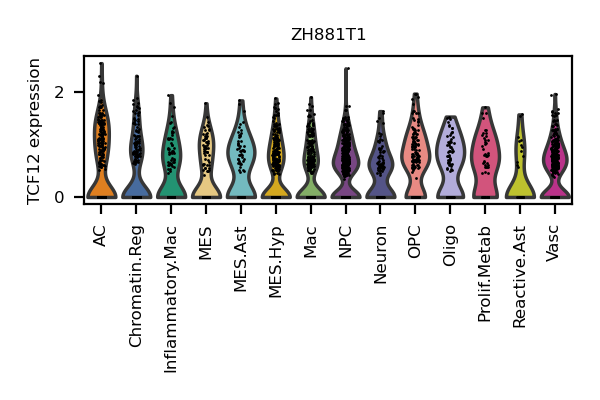 ZH881T1
TCF12 expression
2
0
AC
Chromatin.Reg
Inflammatory.Mac
MES
MES.Ast
MES.Hyp
Mac
NPC
Neuron
OPC
Oligo
Prolif.Metab
Reactive.Ast
Vasc